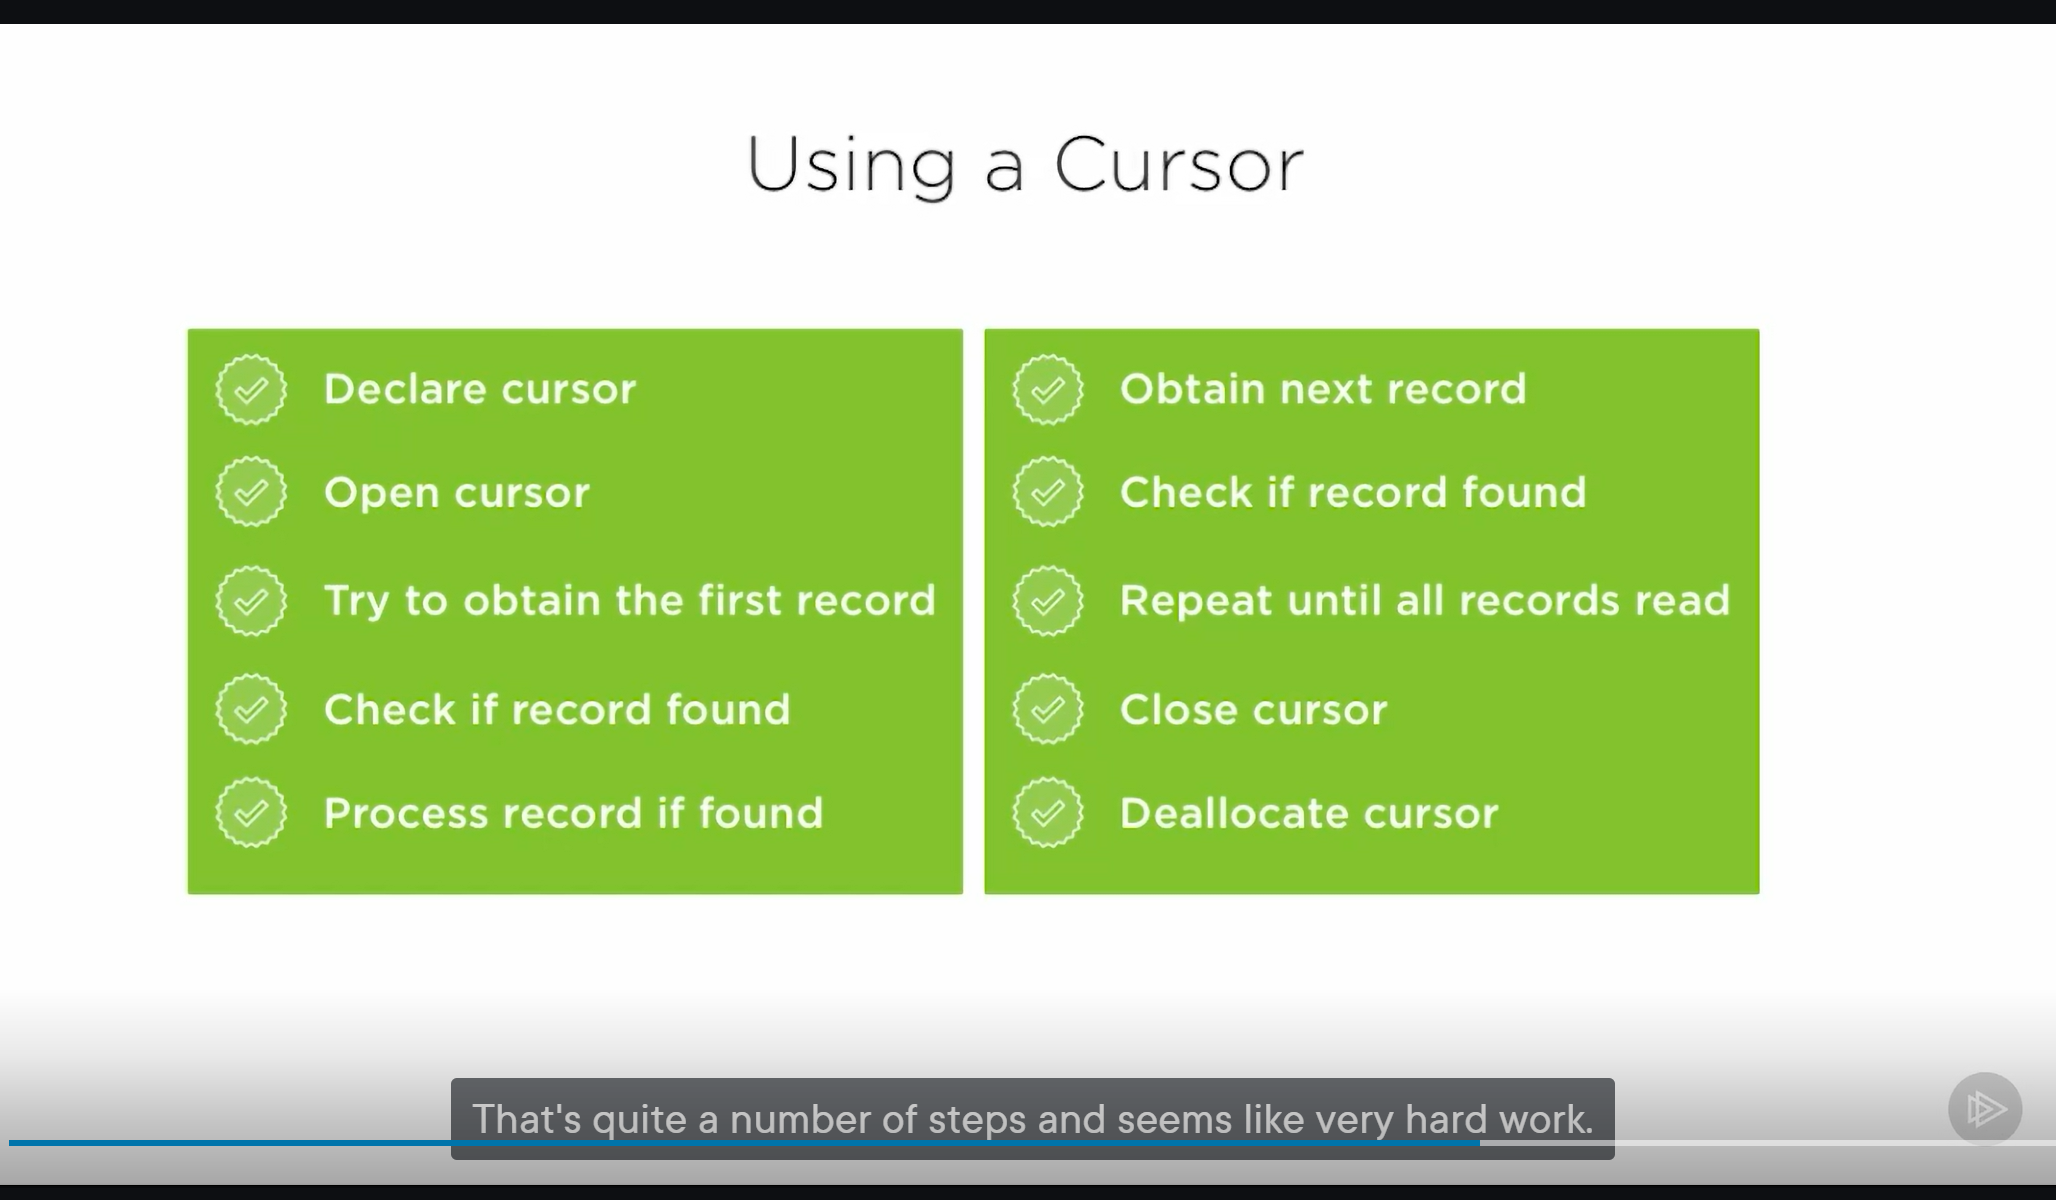 Using a Cursor
Declare cursor
Open cursor
Try to obtain the first record
Check if record found
Process record if found
Obtain next record
Check if record found
Repeat until all records read
Close cursor
Deallocate cursor
That's quite a number of steps and seems like very hard work.